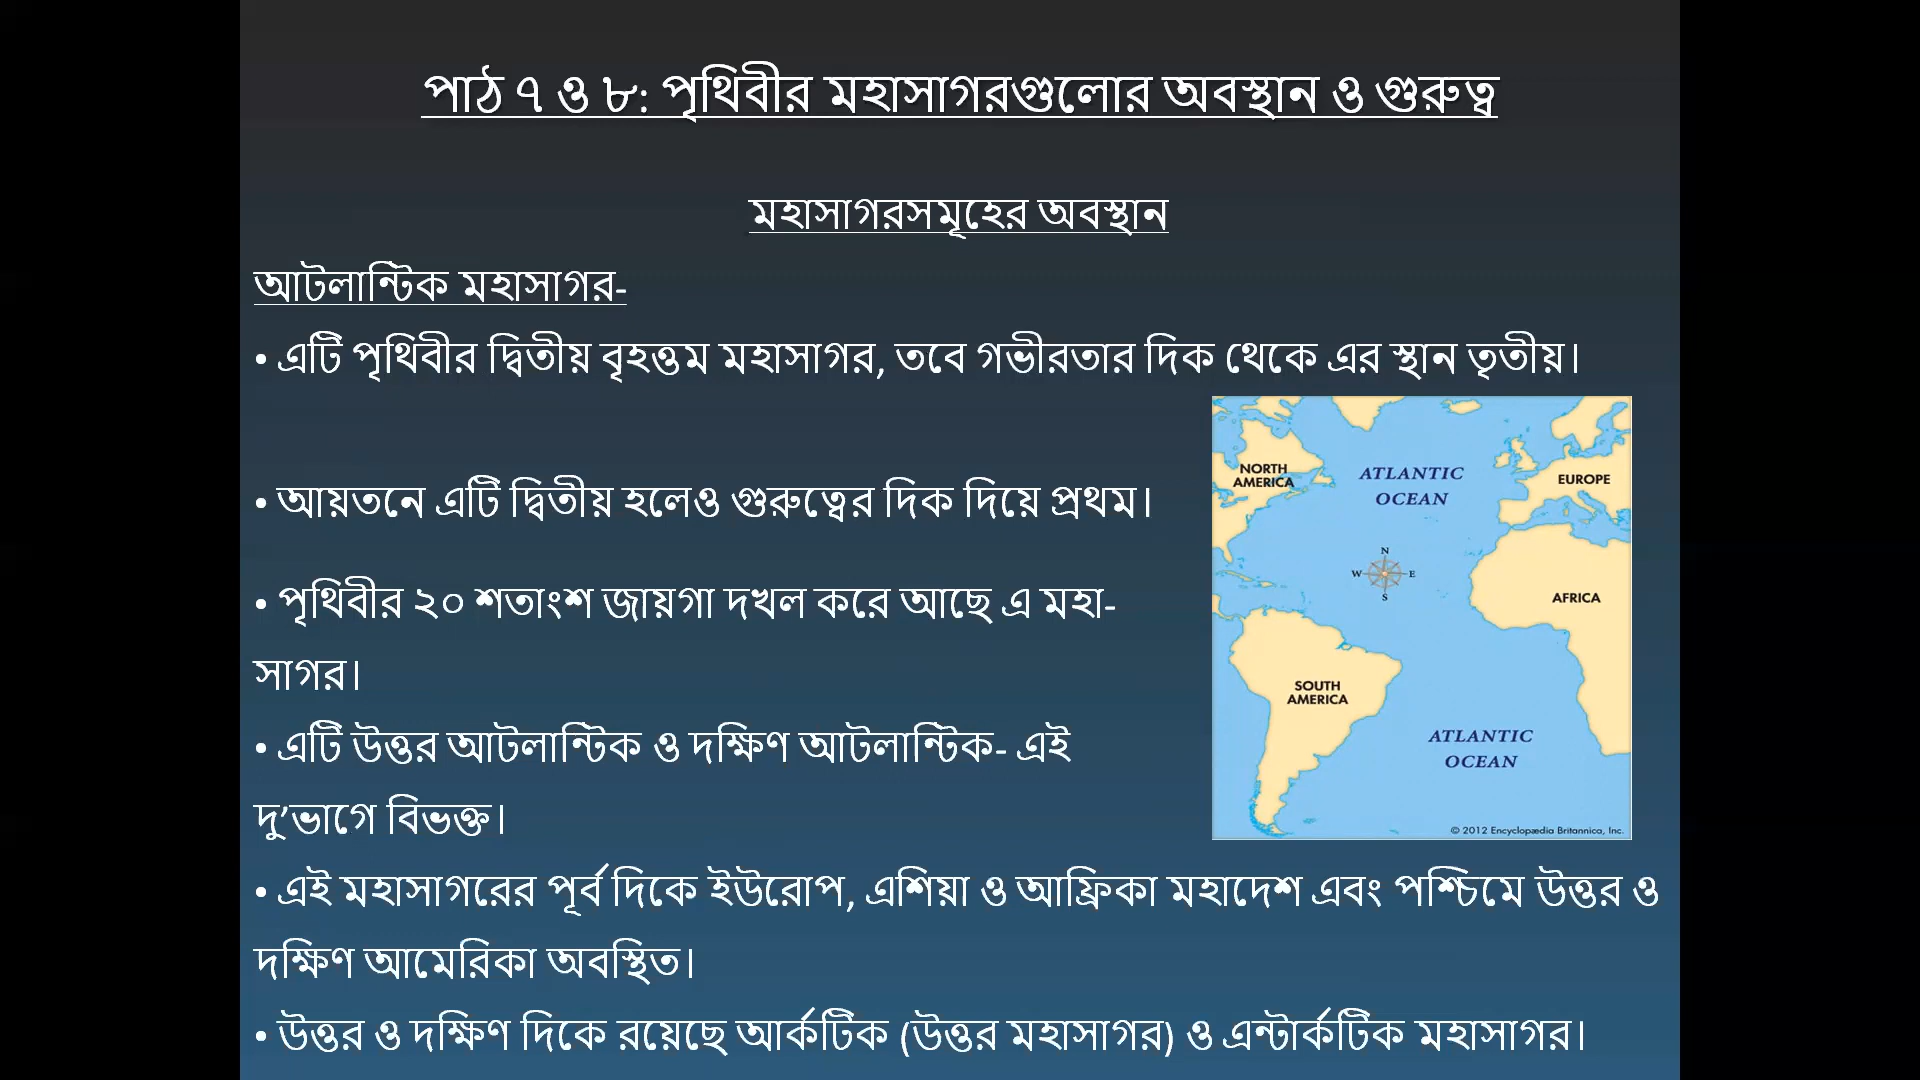 পাঠ ৭ ও ৮: পৃথিবীর মহাসাগরগুলোর অবস্থান ও গুরুত্ব
মহাসাগরসমূহের অবস্থান
আটলান্টিক মহাসাগর-
• এটি পৃথিবীর দ্বিতীয় বৃহত্তম মহাসাগর, তবে গভীরতার দিক থেকে এর স্থান তৃতীয়।
• আয়তনে এটি দ্বিতীয় হলেও গুরুত্বের দিক দিয়ে প্রথম।
• পৃথিবীর ২০ শতাংশ জায়গা দখল করে আছে এ মহা-
সাগর।
• এটি উত্তর আটলান্টিক ও দক্ষিণ আটলান্টিক- এই
দু’ভাগে বিভক্ত।
• এই মহাসাগরের পূর্ব দিকে ইউরোপ, এশিয়া ও আফ্রিকা মহাদেশ এবং পশ্চিমে উত্তর ও
দক্ষিণ আমেরিকা অবস্থিত।
• উত্তর ও দক্ষিণ দিকে রয়েছে আর্কটিক (উত্তর মহাসাগর) ও এন্টার্কটিক মহাসাগর।
NORTH
AMERICA
ATLANTIC
OCEAN
EUROPE
N
W E
S
AFRICA
SOUTH
AMERICA
ATLANTIC
OCEAN
© 2012 Encyclopædia Britannica, Inc.